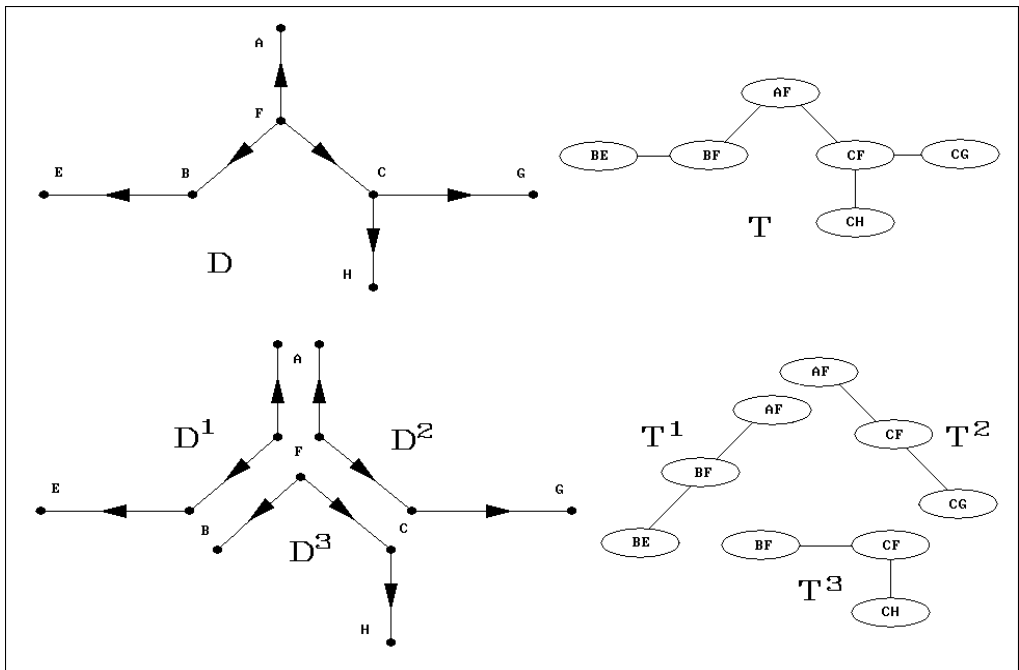 A
F
E
B
C
G
H
D
AF
BE
BF
CF
CG
CH
T
A
D¹
D²
F
E
B
C
G
D³
H
AF
AF
T¹
CF
T²
BF
CG
BE
BF
CF
T³
CH